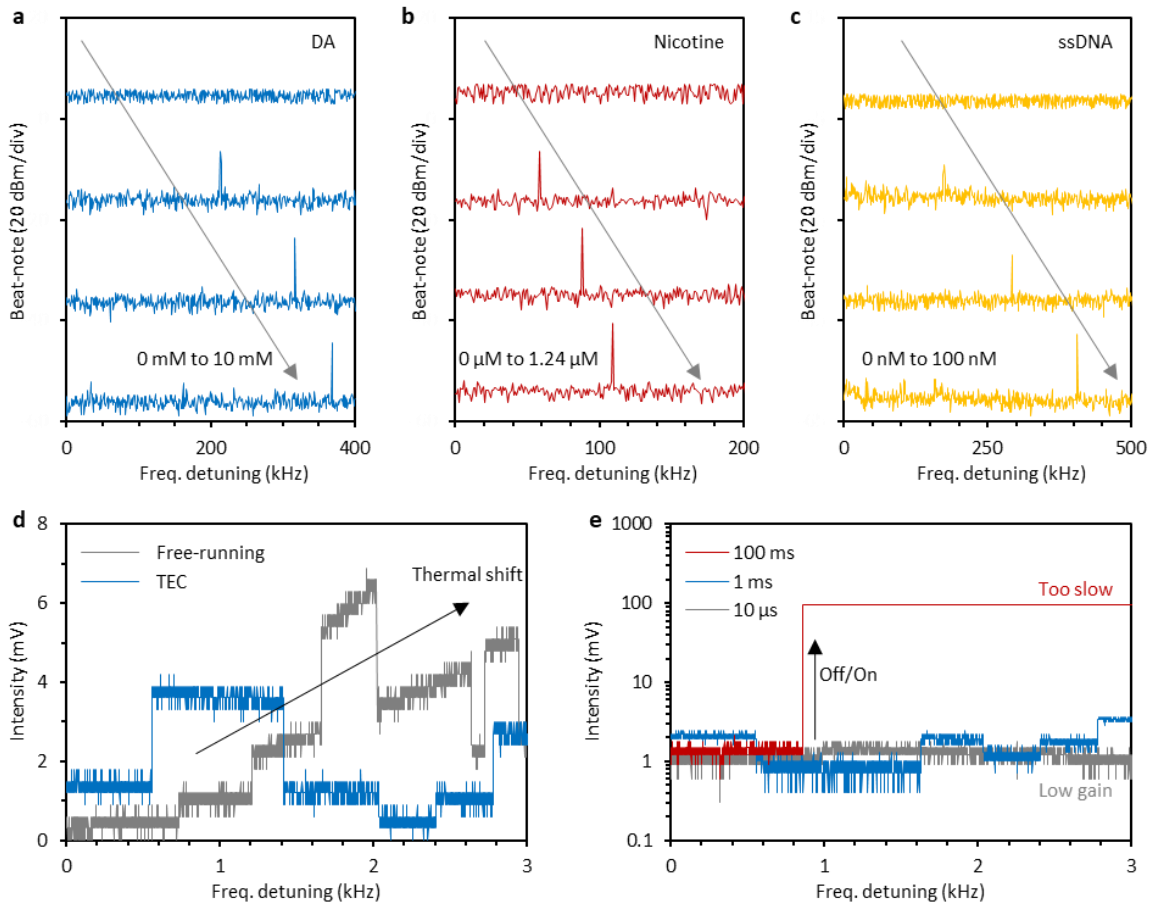 a
DA
Beat-note (20 dBm/div)
0 mM to 10 mM
0 200 400
Freq. detuning (kHz)
b
Nicotine
Beat-note (20 dBm/div)
0 μM to 1.24 μM
0 100 200
Freq. detuning (kHz)
c
ssDNA
Beat-note (20 dBm/div)
0 nM to 100 nM
0 250 500
Freq. detuning (kHz)
d
8
6
4
2
0
Intensity (mV)
Free-running
TEC
Thermal shift
0 1 2 3
Freq. detuning (kHz)
e
1000
100
10
1
0.1
Intensity (mV)
100 ms
1 ms
10 μs
Too slow
Off/On
Low gain
0 1 2 3
Freq. detuning (kHz)